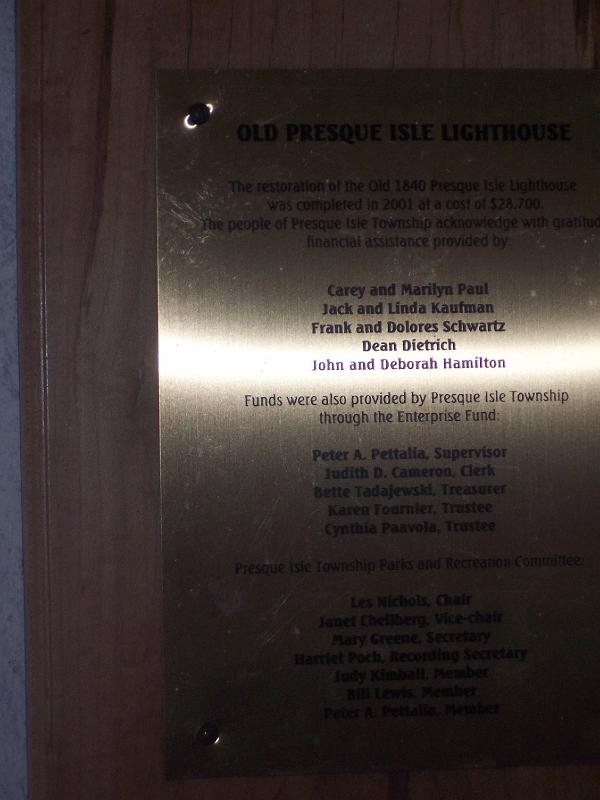 OLD PRESQUE ISLE LIGHTHOUSE
The restoration of the Old 1840 Presque Isle Lighthouse
was completed in 2001 at a cost of $28,700.
The people of Presque Isle Township acknowledge with gratitud
financial assistance provided by:
Carey and Marilyn Paul
Jack and Linda Kaufman
Frank and Dolores Schwartz
Dean Dietrich
John and Deborah Hamilton
Funds were also provided by Presque Isle Township
through the Enterprise Fund:
Peter A. Pettalia, Supervisor
Judith D. Cameron, Clerk
Bette Tadajewski, Treasurer
Karen Fournier, Trustee
Cynthia Paavola, Trustee
Presque Isle Township Parks and Recreation Committee:
Les Nichols, Chair
Janet Chellberg, Vice-chair
Mary Greene, Secretary
Harriet Poch, Recording Secretary
Judy Kimball, Member
Bill Lewis, Member
Peter A. Pettalia, Member